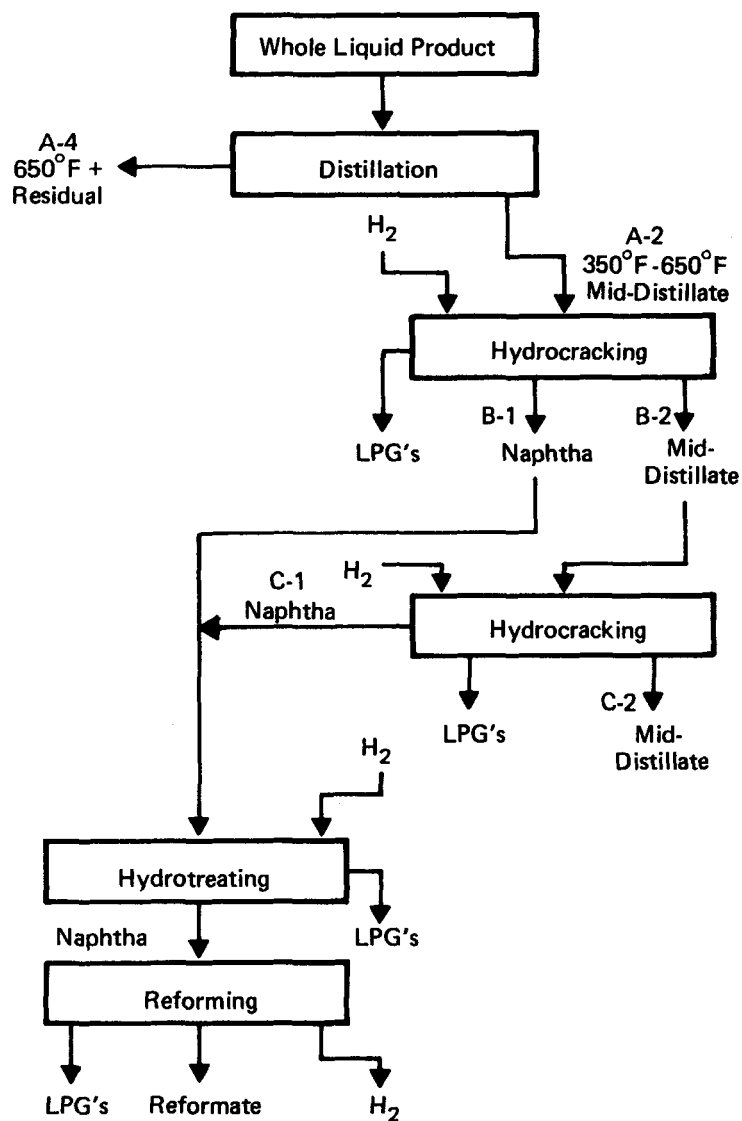 Whole Liquid Product
A-4
650°F +
Residual
Distillation
H₂
A-2
350°F-650°F
Mid-Distillate
Hydrocracking
B-1
B-2
LPG's
Naphtha
Mid-
Distillate
C-1
Naphtha
H₂
Hydrocracking
LPG's
C-2
Mid-
Distillate
H₂
Hydrotreating
Naphtha
LPG's
Reforming
LPG's
Reformate
H₂